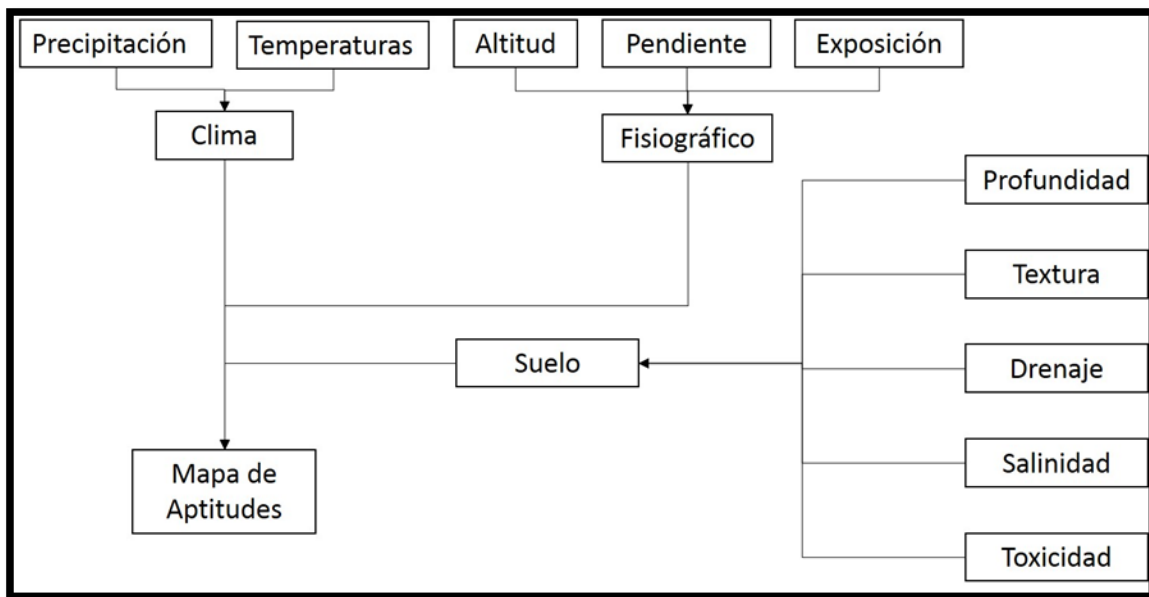 Precipitación
Temperaturas
Altitud
Pendiente
Exposición
Clima
Fisiográfico
Profundidad
Textura
Suelo
Drenaje
Mapa de
Aptitudes
Salinidad
Toxicidad